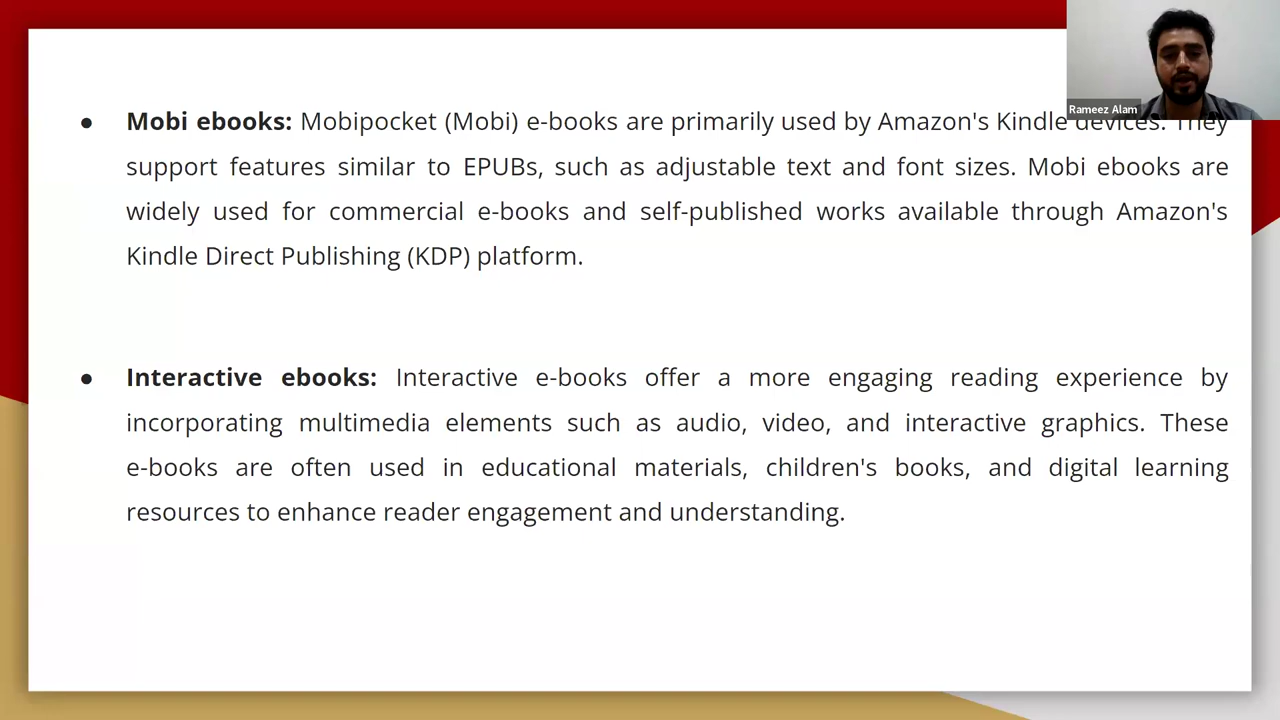 Rameez Alam
● Mobi ebooks: Mobipocket (Mobi) e-books are primarily used by Amazon's Kindle devices. They
support features similar to EPUBs, such as adjustable text and font sizes. Mobi ebooks are
widely used for commercial e-books and self-published works available through Amazon's
Kindle Direct Publishing (KDP) platform.
● Interactive ebooks: Interactive e-books offer a more engaging reading experience by
incorporating multimedia elements such as audio, video, and interactive graphics. These
e-books are often used in educational materials, children's books, and digital learning
resources to enhance reader engagement and understanding.